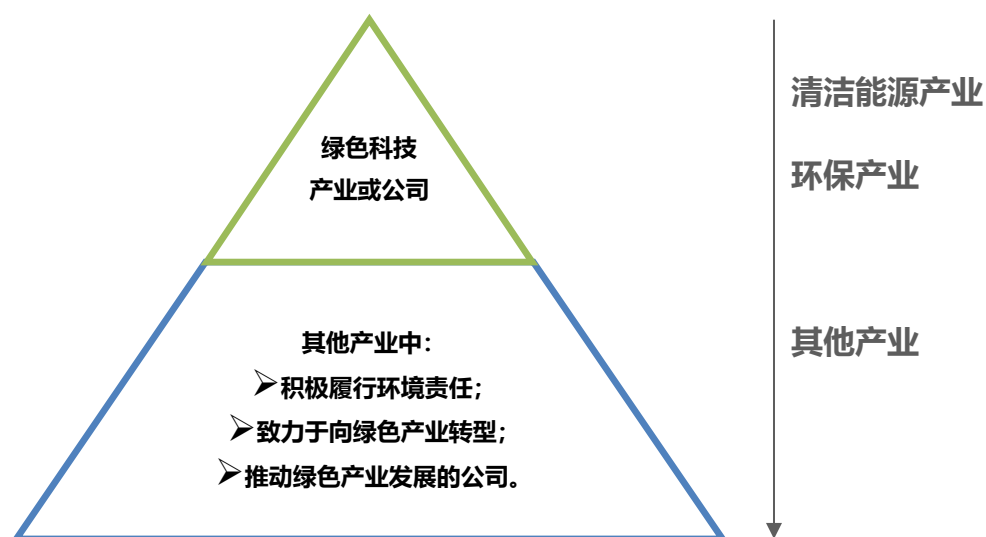 清洁能源产业
绿色科技
产业或公司
环保产业
其他产业中：
其他产业
➢积极履行环境责任；
➢致力于向绿色产业转型；
➢推动绿色产业发展的公司。